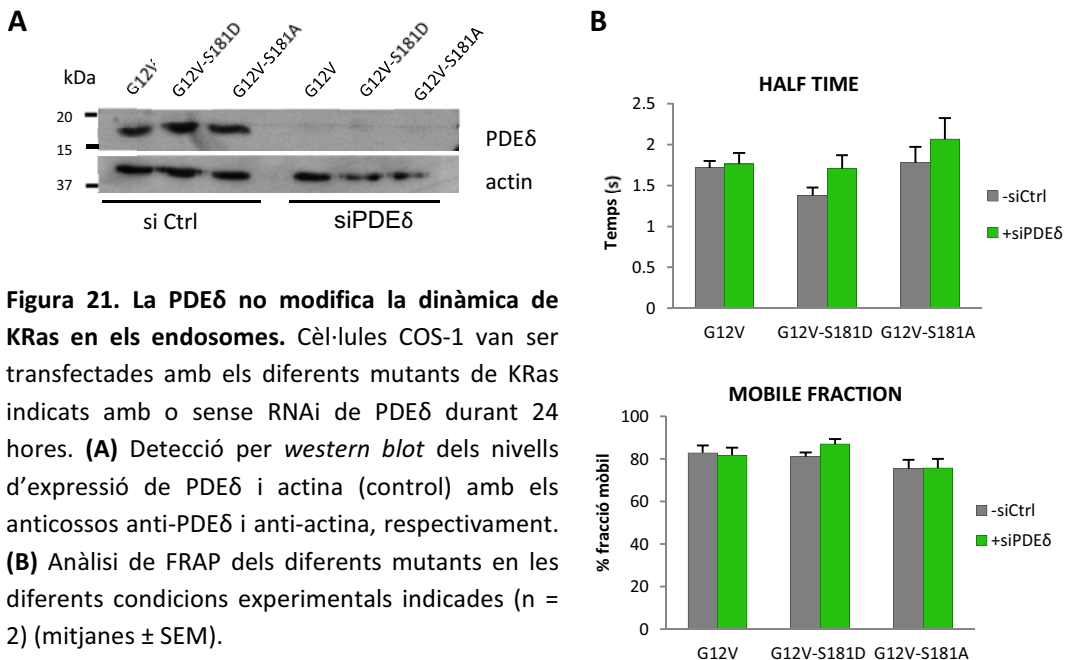 A
kDa
G12V
G12V-S181D
G12V-S181A
G12V
G12V-S181D
G12V-S181A
20
15
37
PDEδ
actin
si Ctrl
siPDEδ
Figura 21. La PDEδ no modifica la dinàmica de
KRas en els endosomes. Cèl·lules COS-1 van ser
transfectades amb els diferents mutants de KRas
indicats amb o sense RNAi de PDEδ durant 24
hores. (A) Detecció per western blot dels nivells
d'expressió de PDEδ i actina (control) amb els
anticossos anti-PDEδ i anti-actina, respectivament.
(B) Anàlisi de FRAP dels diferents mutants en les
diferents condicions experimentals indicades (n =
2) (mitjanes ± SEM).
B
HALF TIME
Temps (s)
2.5
2
1.5
1
0.5
0
G12V G12V-S181D G12V-S181A
-siCtrl
+siPDEδ
MOBILE FRACTION
% fracció mòbil
100
80
60
40
20
0
G12V G12V-S181D G12V-S181A
-siCtrl
+siPDEδ